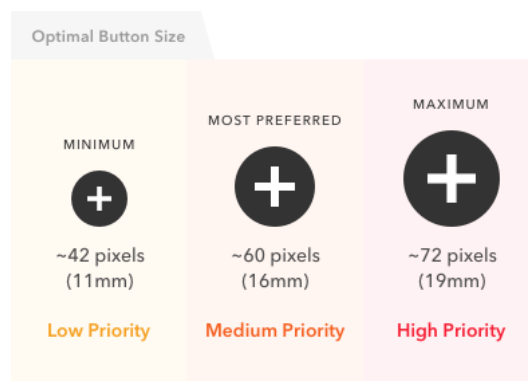 Optimal Button Size
MINIMUM
~42 pixels
(11mm)
Low Priority
MOST PREFERRED
~60 pixels
(16mm)
Medium Priority
MAXIMUM
~72 pixels
(19mm)
High Priority